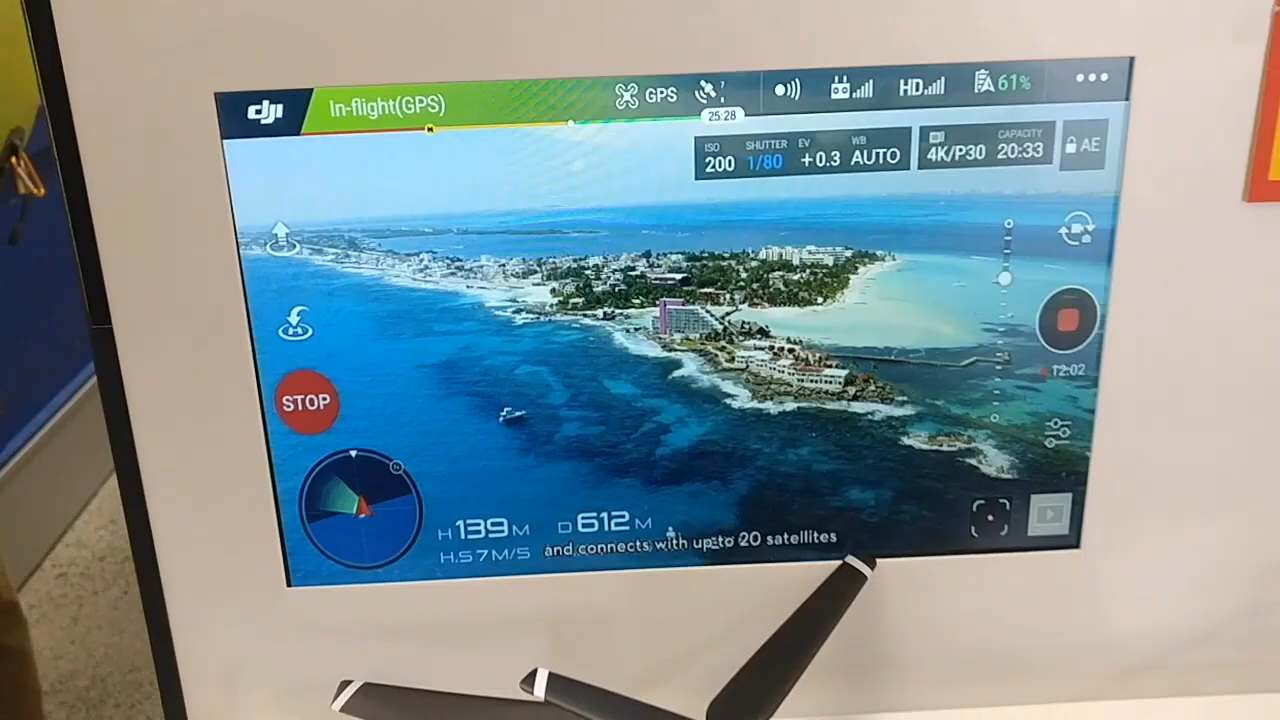 dji In-flight(GPS) GPS 7 HD 61%
25:28
ISO SHUTTER EV WB CAPACITY
200 1/80 +0.3 AUTO 4K/P30 20:33 AE
12:02
STOP
N
H 139 M D 612 M
H.S 7M/S
and connects with up to 20 satellites